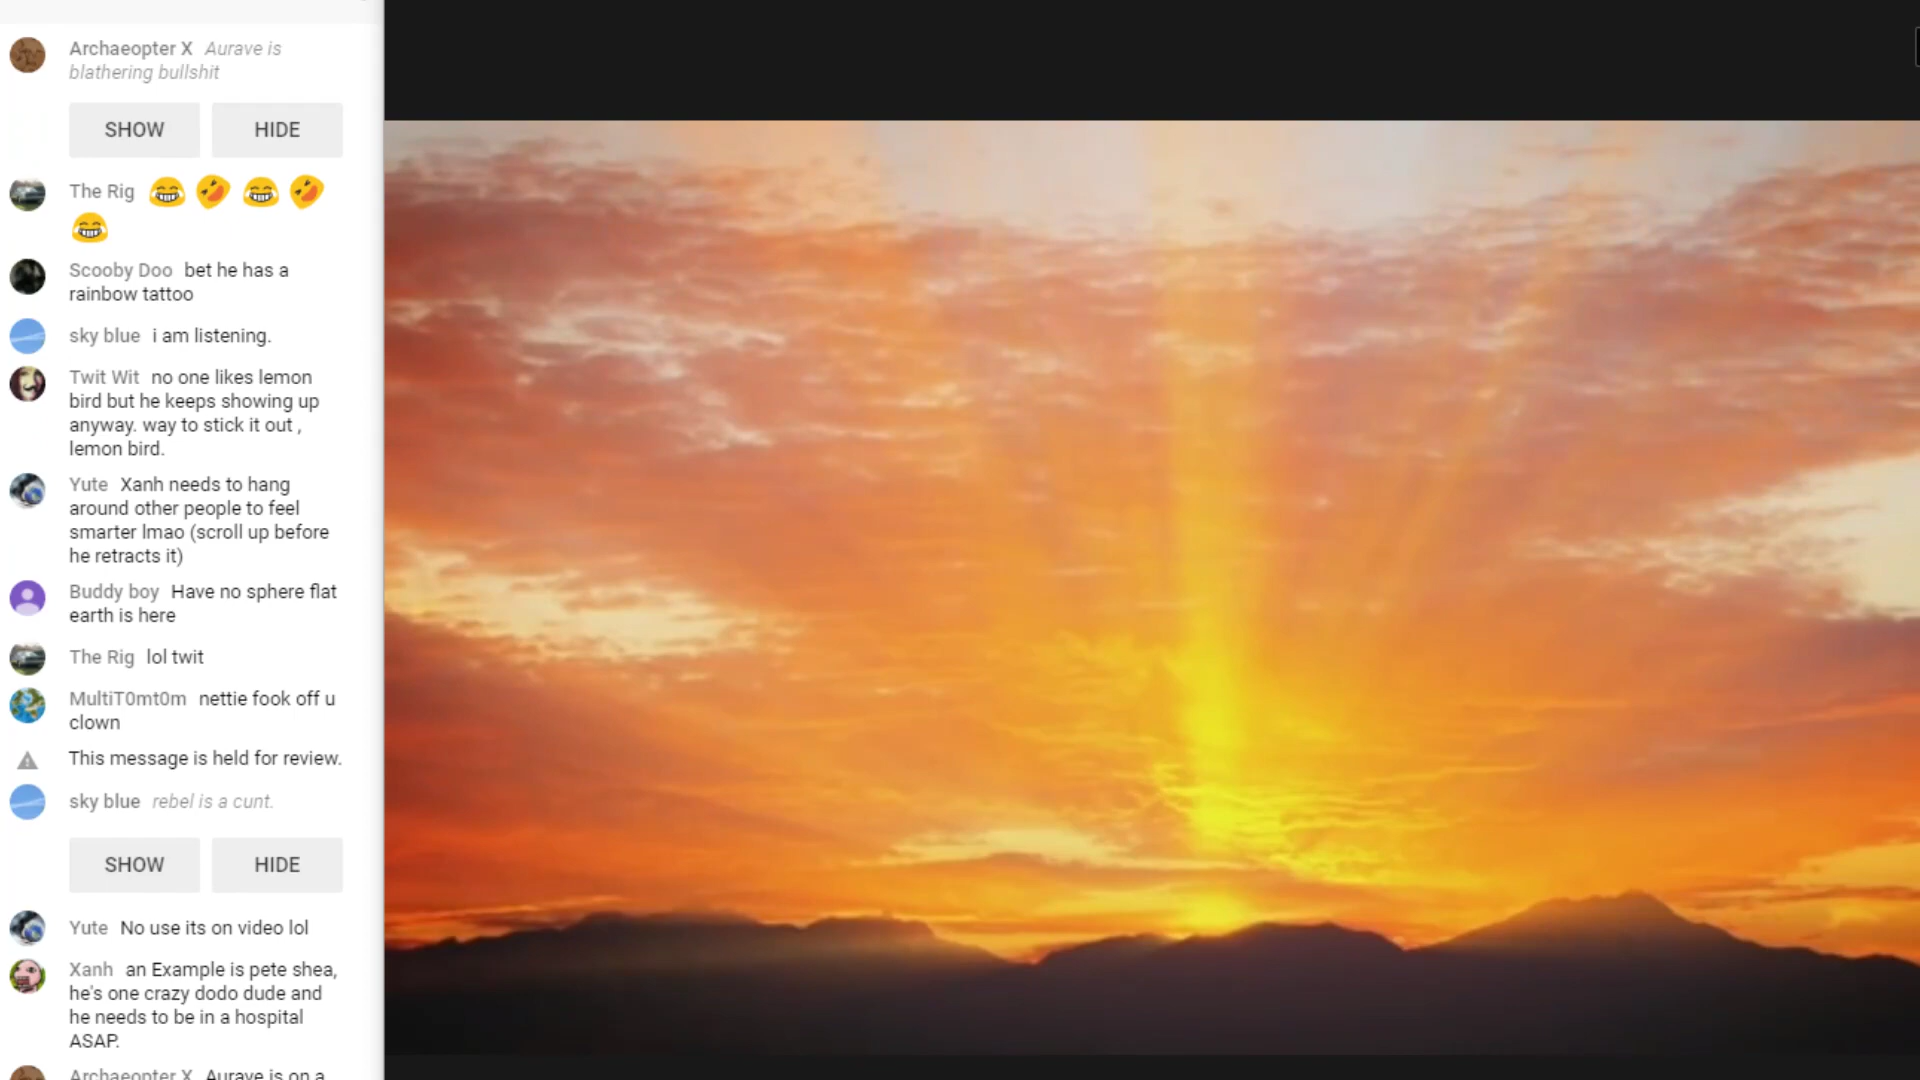 Archaeopter X Aurave is
blathering bullshit
SHOW HIDE
The Rig 😂 🤣 😂 🤣
😂
Scooby Doo bet he has a
rainbow tattoo
sky blue i am listening.
Twit Wit no one likes lemon
bird but he keeps showing up
anyway. way to stick it out ,
lemon bird.
Yute Xanh needs to hang
around other people to feel
smarter lmao (scroll up before
he retracts it)
Buddy boy Have no sphere flat
earth is here
The Rig lol twit
MultiT0mt0m nettie fook off u
clown
This message is held for review.
sky blue rebel is a cunt.
SHOW HIDE
Yute No use its on video lol
Xanh an Example is pete shea,
he's one crazy dodo dude and
he needs to be in a hospital
ASAP.
Archaeopter X Aurave is on a